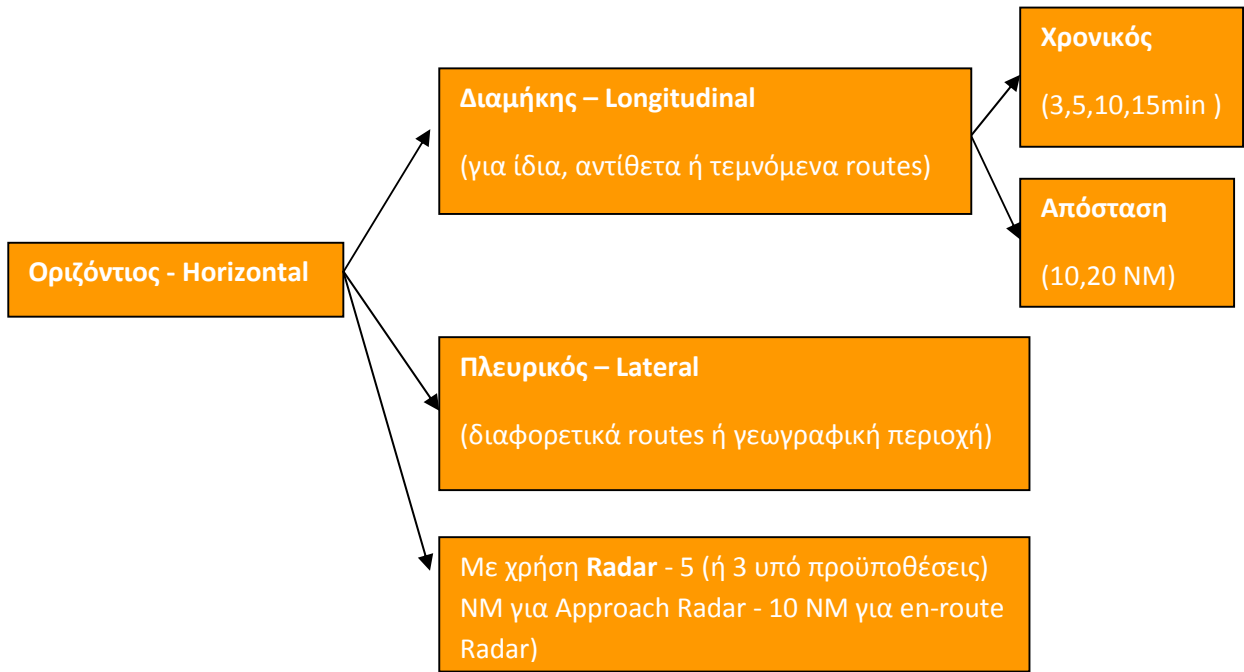 Οριζόντιος - Horizontal
Διαμήκης – Longitudinal
(για ίδια, αντίθετα ή τεμνόμενα routes)
Χρονικός
(3,5,10,15min )
Απόσταση
(10,20 NM)
Πλευρικός – Lateral
(διαφορετικά routes ή γεωγραφική περιοχή)
Με χρήση Radar - 5 (ή 3 υπό προϋποθέσεις)
NM για Approach Radar - 10 NM για en-route
Radar)